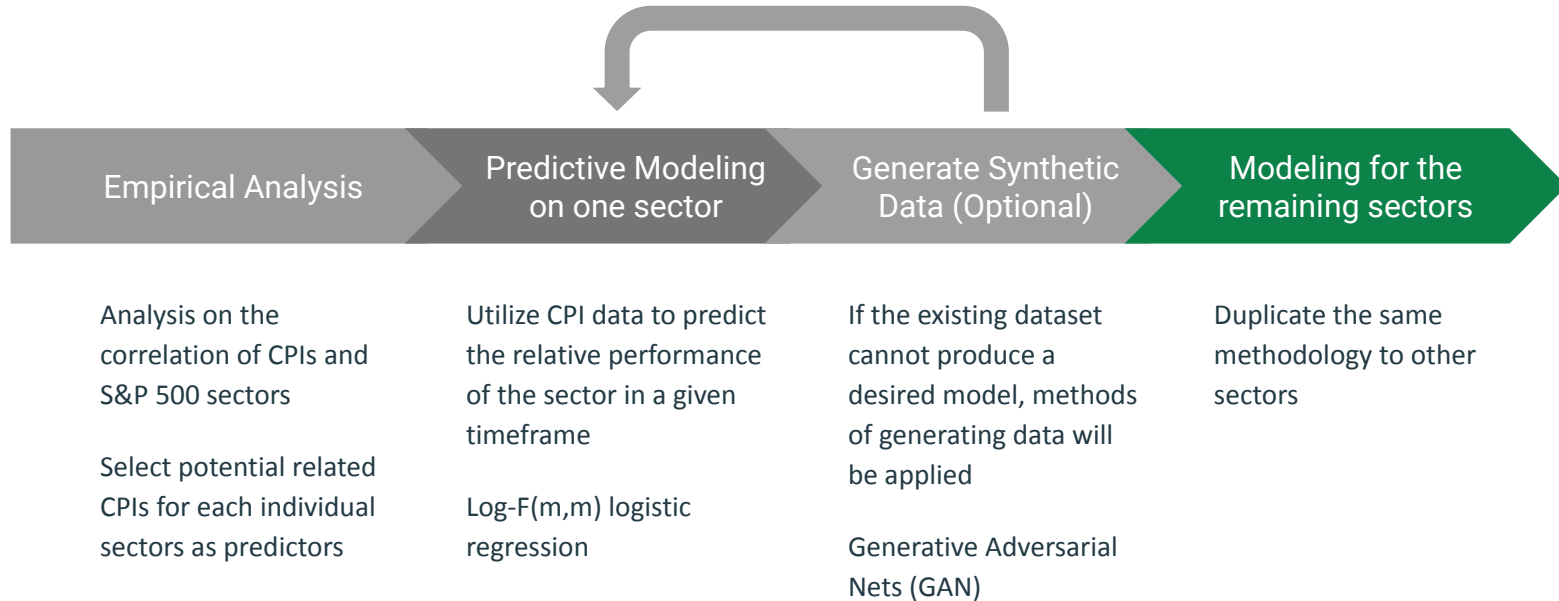 Empirical Analysis
Predictive Modeling
on one sector
Generate Synthetic
Data (Optional)
Modeling for the
remaining sectors
Analysis on the
correlation of CPIs and
S&P 500 sectors
Select potential related
CPIs for each individual
sectors as predictors
Utilize CPI data to predict
the relative performance
of the sector in a given
timeframe
Log-F(m,m) logistic
regression
If the existing dataset
cannot produce a
desired model, methods
of generating data will
be applied
Generative Adversarial
Nets (GAN)
Duplicate the same
methodology to other
sectors